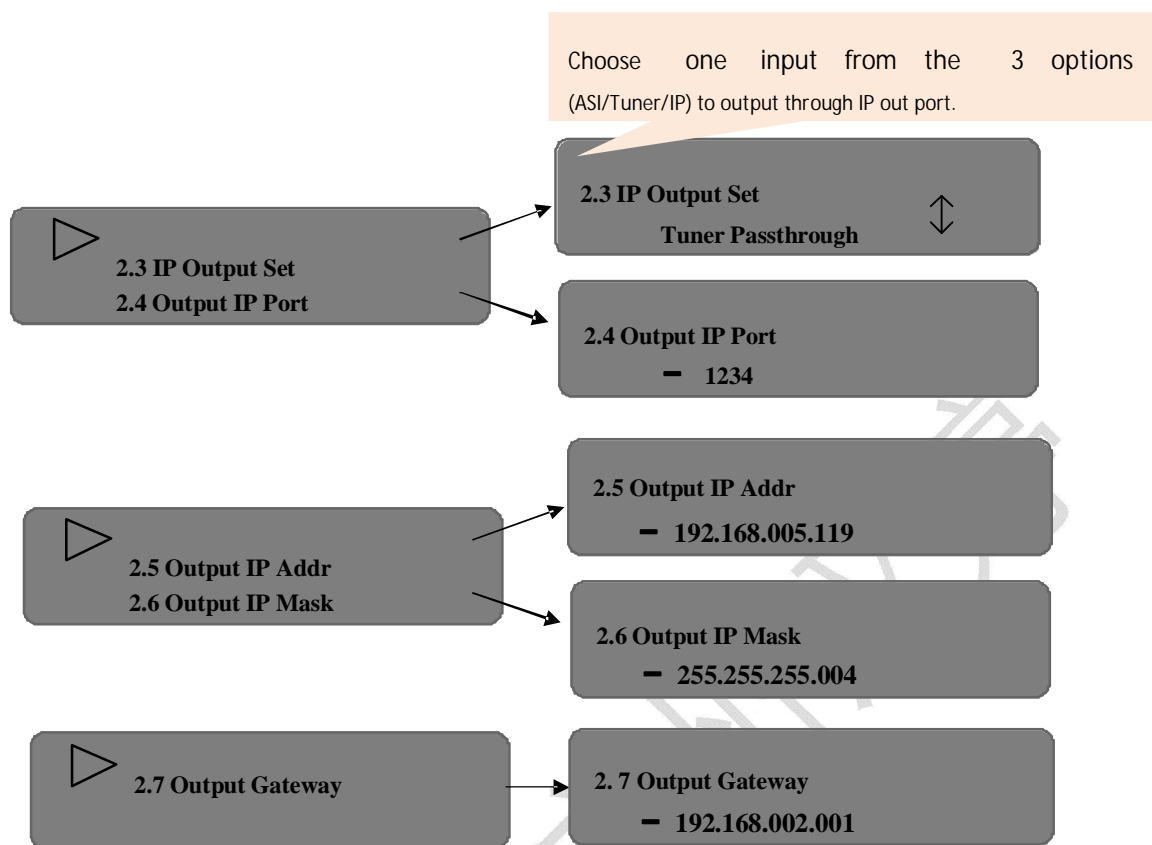 Choose one input from the 3 options
(ASI/Tuner/IP) to output through IP out port.
2.3 IP Output Set
Tuner Passthrough
2.3 IP Output Set
2.4 Output IP Port
2.4 Output IP Port
– 1234
2.5 Output IP Addr
– 192.168.005.119
2.5 Output IP Addr
2.6 Output IP Mask
2.6 Output IP Mask
– 255.255.255.004
2.7 Output Gateway
2. 7 Output Gateway
– 192.168.002.001